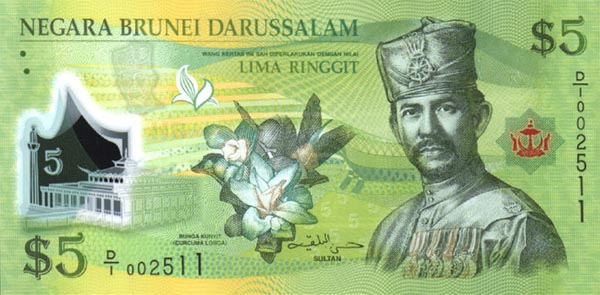 NEGARA BRUNEI DARUSSALAM
$5
WANG KERTAS INI SAH DIPERLAKUKAN DENGAN NILAI
LIMA RINGGIT
D/1 002511
5
BUNGA KUNYIT
(CURCUMA LONGA)
SULTAN
$5
D/1 002511